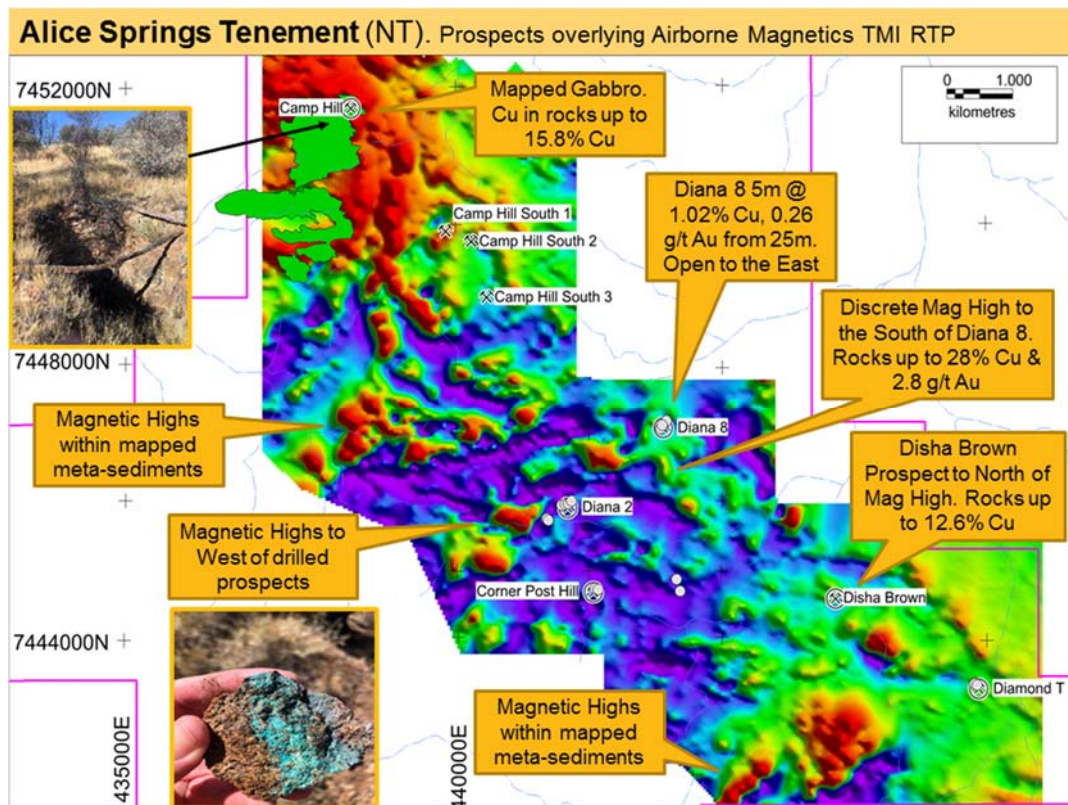 Alice Springs Tenement (NT). Prospects overlying Airborne Magnetics TMI RTP
7452000N
Camp Hill
Mapped Gabbro.
Cu in rocks up to
15.8% Cu
0 1.000
kilometres
Diana 8 5m @
1.02% Cu, 0.26
g/t Au from 25m.
Open to the East
Camp Hill South 1
Camp Hill South 2
Camp Hill South 3
Discrete Mag High to
the South of Diana 8.
Rocks up to 28% Cu &
2.8 g/t Au
7448000N
Magnetic Highs
within mapped
meta-sediments
Diana 8
Disha Brown
Prospect to North of
Mag High. Rocks up
to 12.6% Cu
Diana 2
Magnetic Highs to
West of drilled
prospects
Corner Post Hill
Disha Brown
7444000N
Diamond T
Magnetic Highs
within mapped
meta-sediments
435000E
440000E